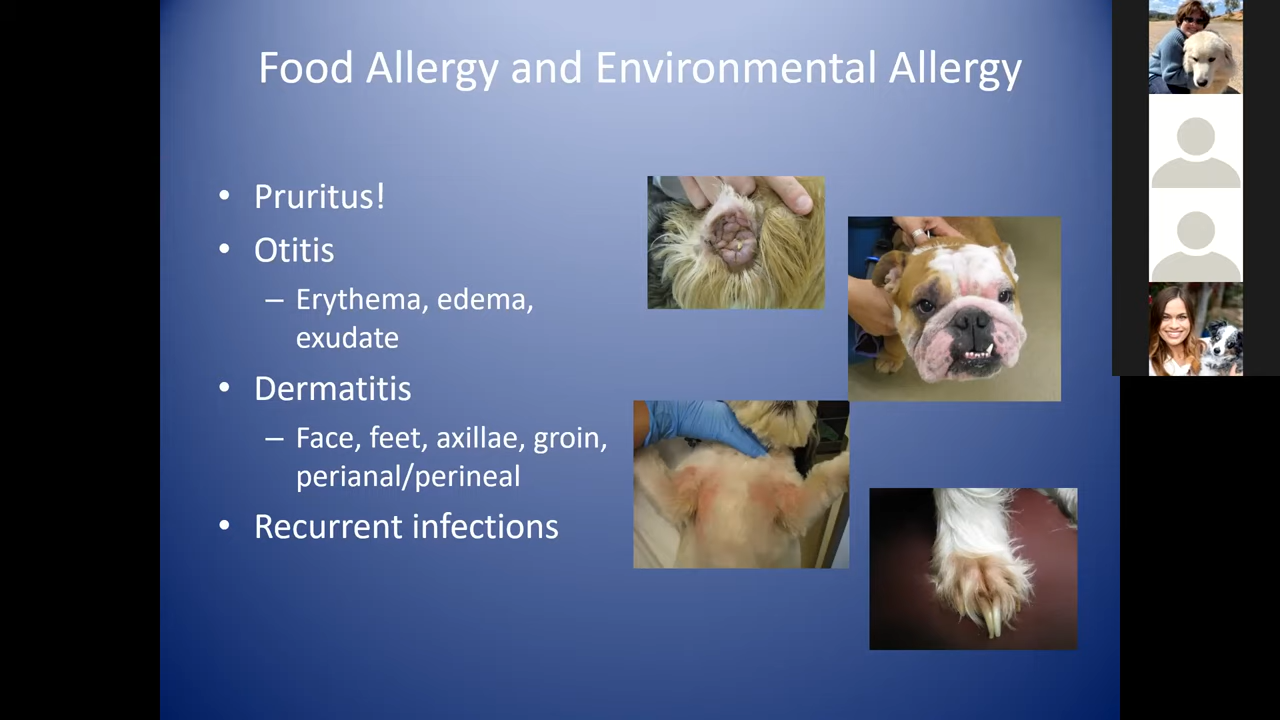 Food Allergy and Environmental Allergy
• Pruritus!
• Otitis
– Erythema, edema,
exudate
• Dermatitis
– Face, feet, axillae, groin,
perianal/perineal
• Recurrent infections